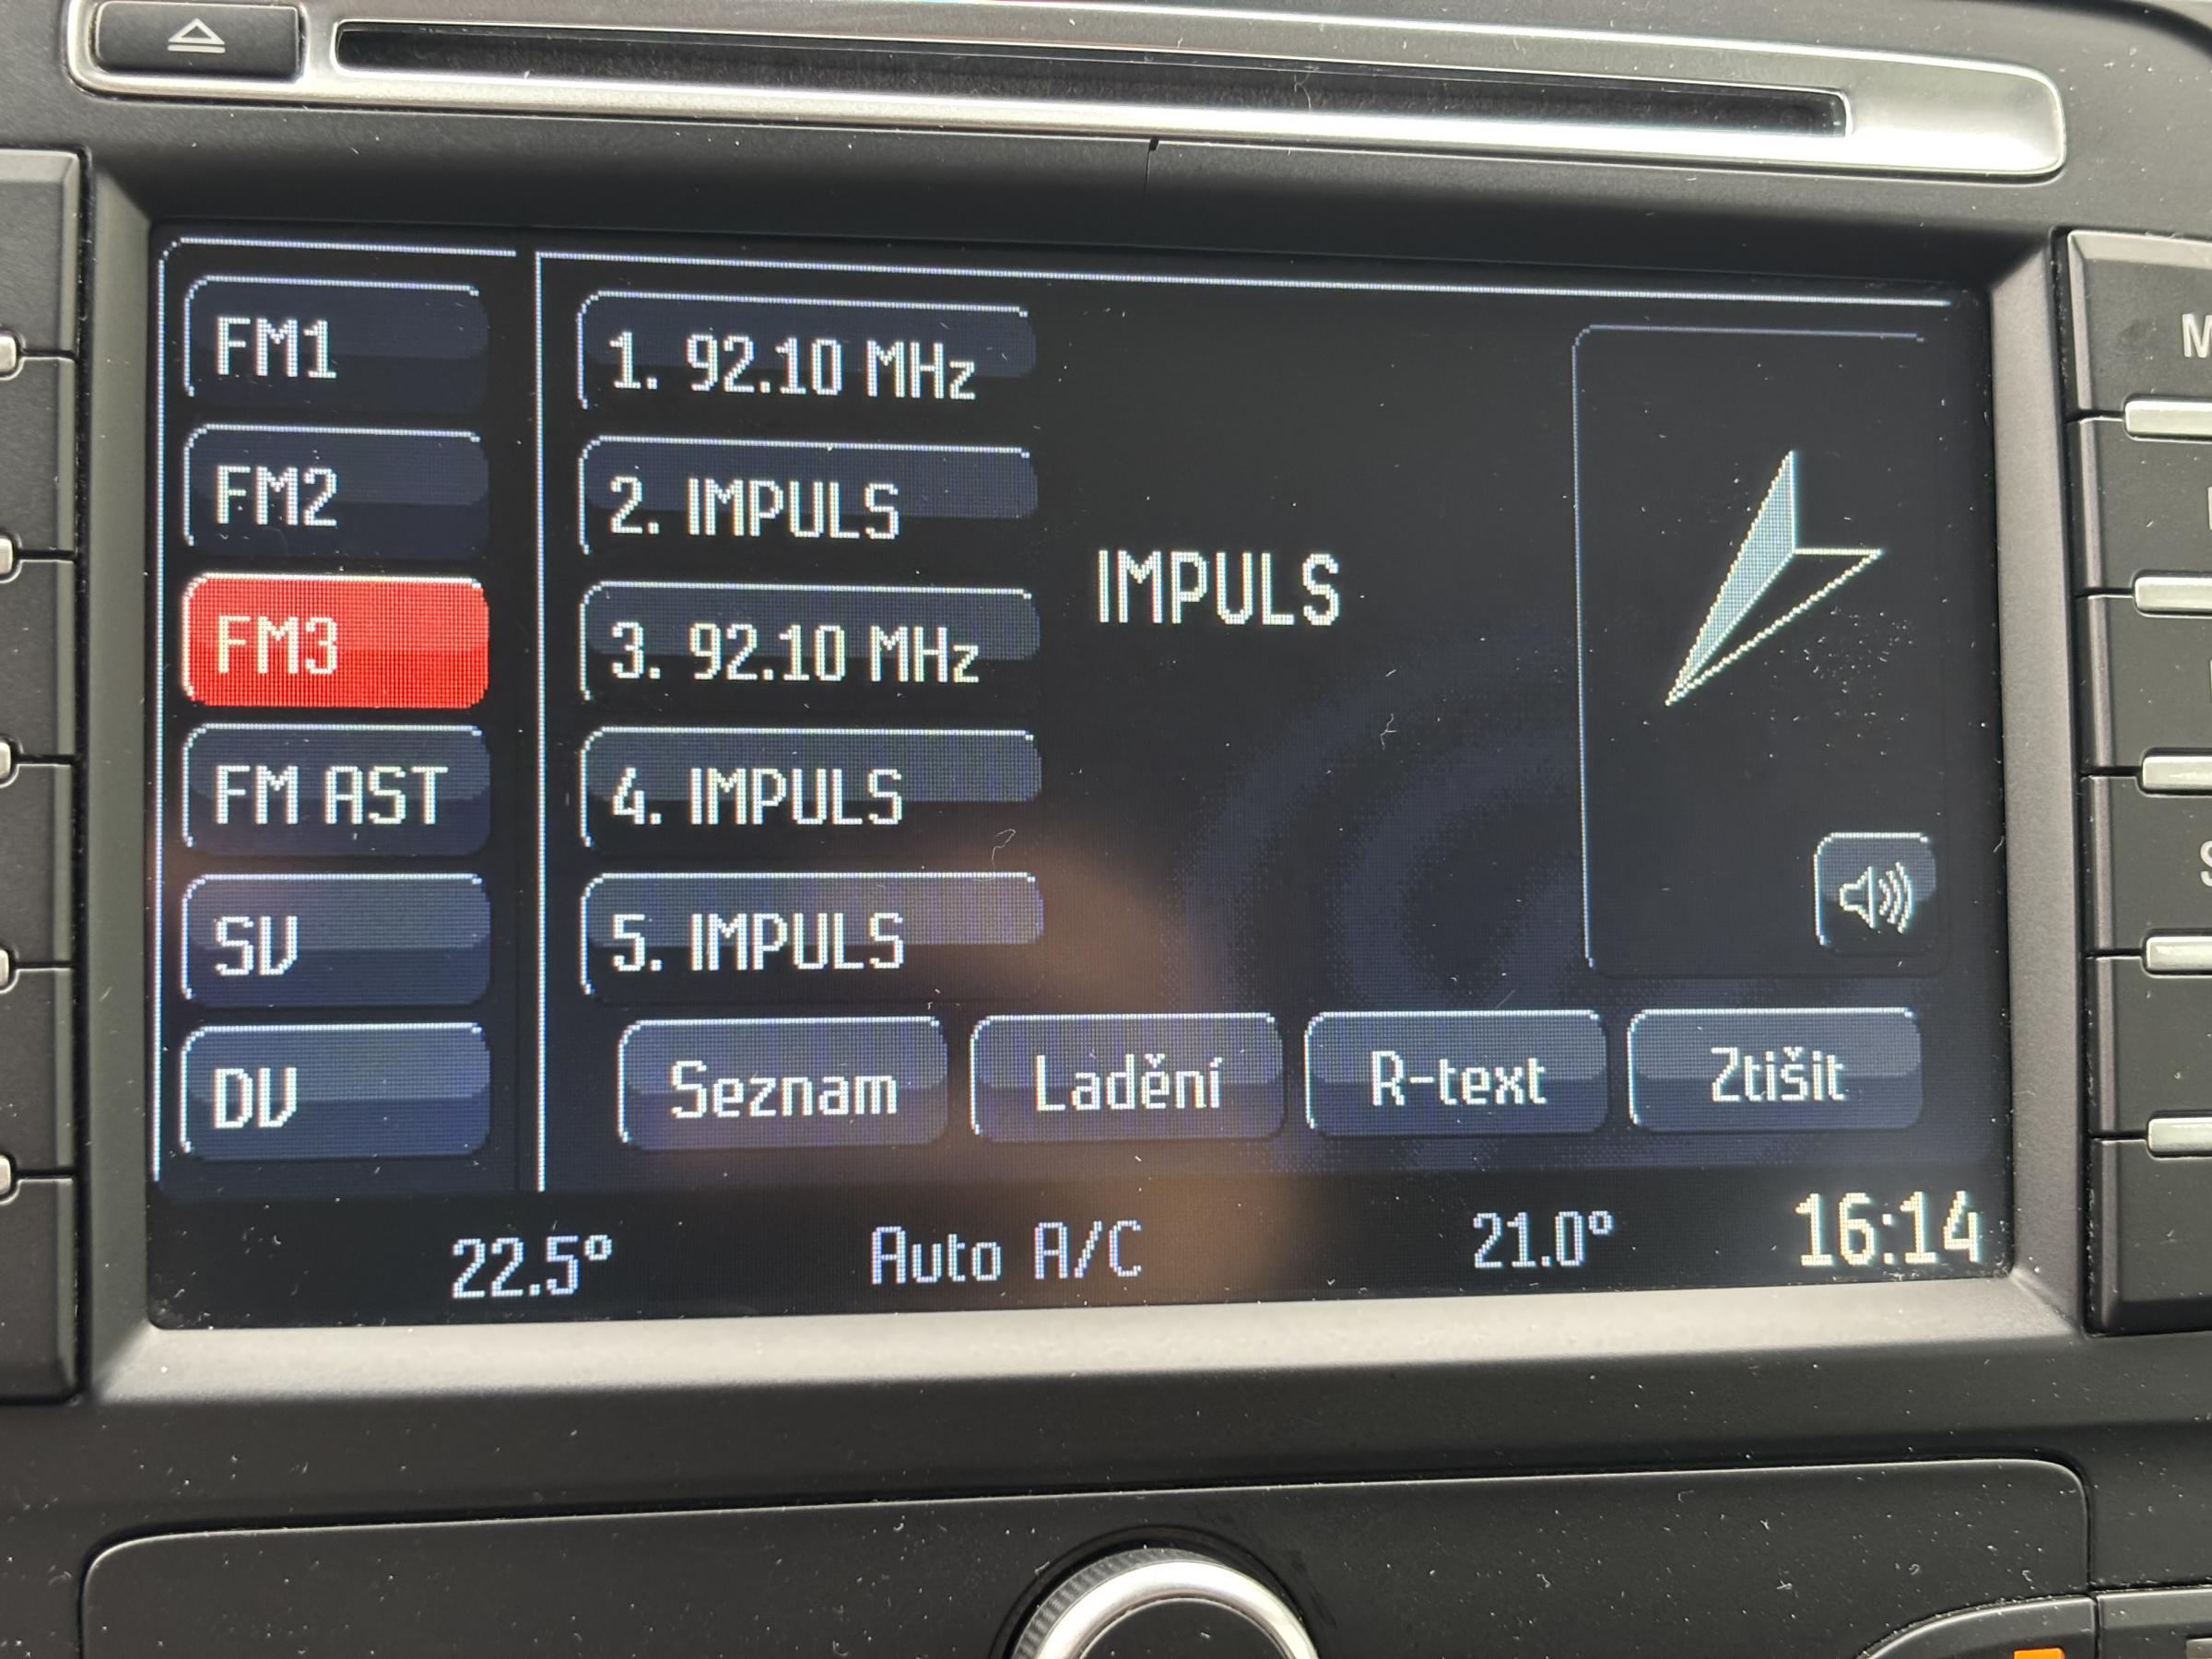 FM1
FM2
FM3
FM AST
SV
DV
1. 92.10 MHz
2. IMPULS
3. 92.10 MHz
4. IMPULS
5. IMPULS
IMPULS
Seznam
Ladění
R-text
Ztišit
22.5°
Auto A/C
21.0°
16:14
M
S